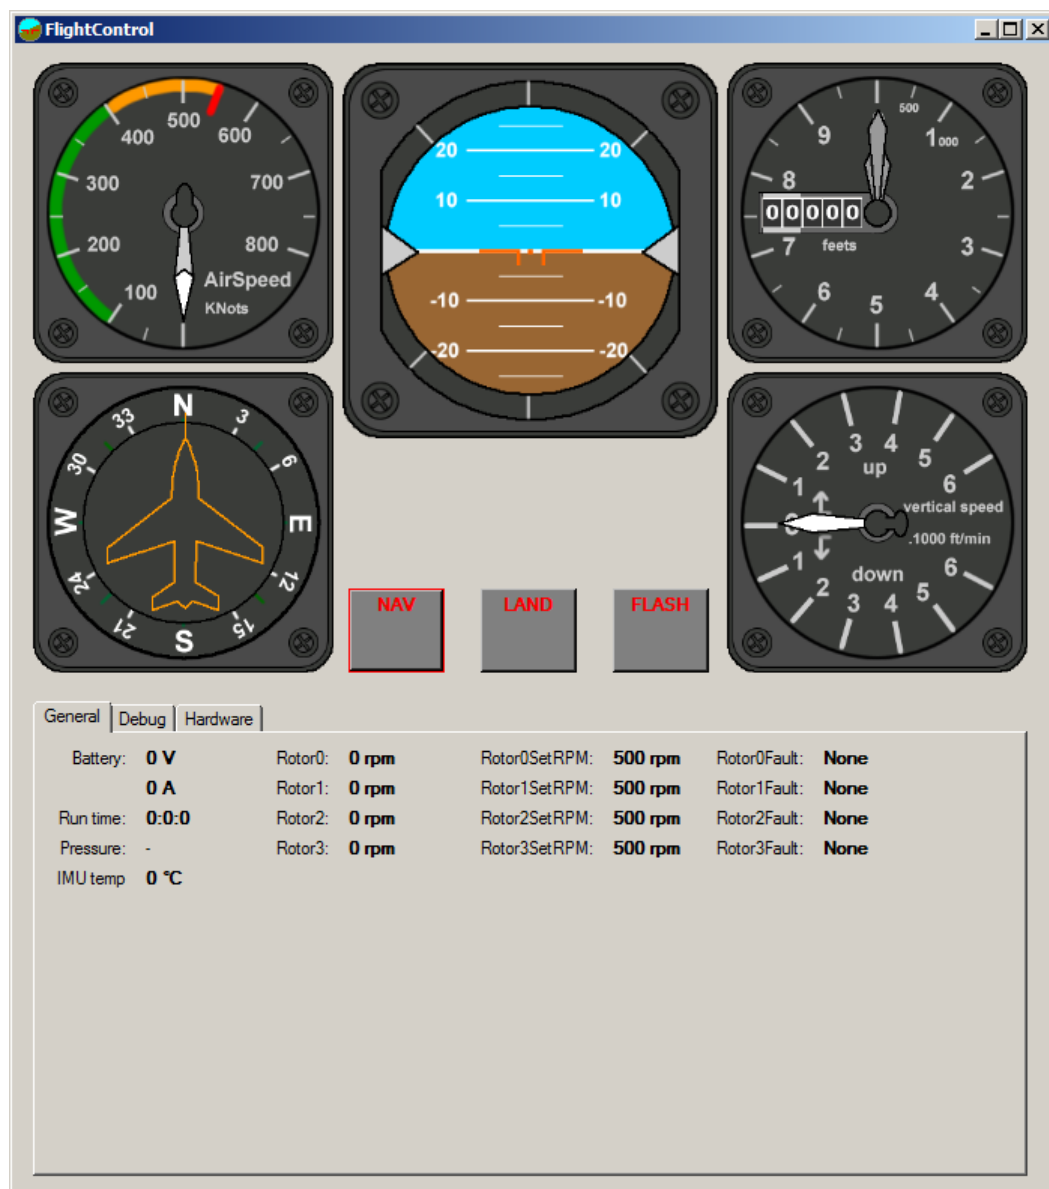 FlightControl
500
400
600
300
700
200
800
100
AirSpeed
KNots
20 20
10 10
-10 -10
-20 -20
500
9
1 000
8
2
00000
7
feets
3
6
5
4
N
33
3
30
6
W
E
24
12
21
15
S
3 4
2
5
up
1
6
vertical speed
0
.1000 ft/min
1
down
6
2
3 4
5
NAV LAND FLASH
General Debug Hardware
Battery: 0 V Rotor0: 0 rpm Rotor0SetRPM: 500 rpm Rotor0Fault: None
0 A Rotor1: 0 rpm Rotor1SetRPM: 500 rpm Rotor1Fault: None
Run time: 0:0:0 Rotor2: 0 rpm Rotor2SetRPM: 500 rpm Rotor2Fault: None
Pressure: - Rotor3: 0 rpm Rotor3SetRPM: 500 rpm Rotor3Fault: None
IMU temp 0 °C